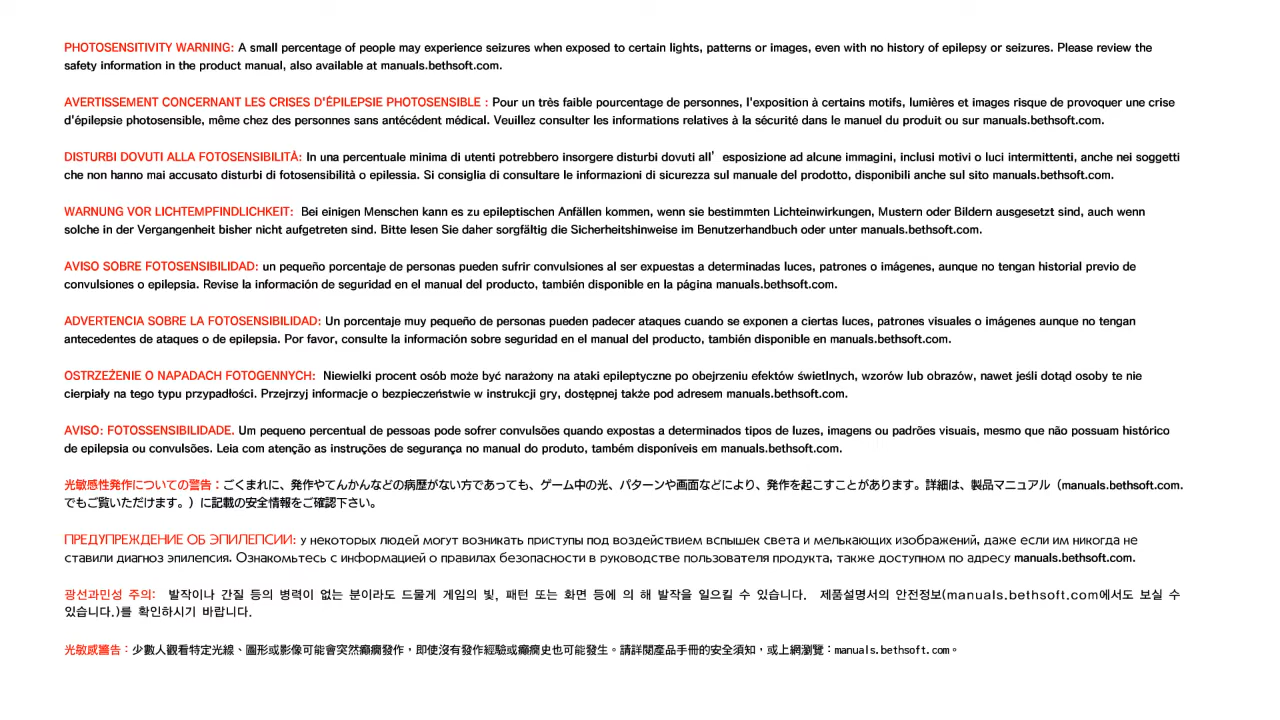 PHOTOSENSITIVITY WARNING: A small percentage of people may experience seizures when exposed to certain lights, patterns or images, even with no history of epilepsy or seizures. Please review the
safety information in the product manual, also available at manuals.bethsoft.com.
AVERTISSEMENT CONCERNANT LES CRISES D'ÉPILEPSIE PHOTOSENSIBLE : Pour un très faible pourcentage de personnes, l'exposition à certains motifs, lumières et images risque de provoquer une crise
d'épilepsie photosensible, même chez des personnes sans antécédent médical. Veuillez consulter les informations relatives à la sécurité dans le manuel du produit ou sur manuals.bethsoft.com.
DISTURBI DOVUTI ALLA FOTOSENSIBILITÀ: In una percentuale minima di utenti potrebbero insorgere disturbi dovuti all’ esposizione ad alcune immagini, inclusi motivi o luci intermittenti, anche nei soggetti
che non hanno mai accusato disturbi di fotosensibilità o epilessia. Si consiglia di consultare le informazioni di sicurezza sul manuale del prodotto, disponibili anche sul sito manuals.bethsoft.com.
WARNUNG VOR LICHTEMPFINDLICHKEIT: Bei einigen Menschen kann es zu epileptischen Anfällen kommen, wenn sie bestimmten Lichteinwirkungen, Mustern oder Bildern ausgesetzt sind, auch wenn
solche in der Vergangenheit bisher nicht aufgetreten sind. Bitte lesen Sie daher sorgfältig die Sicherheitshinweise im Benutzerhandbuch oder unter manuals.bethsoft.com.
AVISO SOBRE FOTOSENSIBILIDAD: un pequeño porcentaje de personas pueden sufrir convulsiones al ser expuestas a determinadas luces, patrones o imágenes, aunque no tengan historial previo de
convulsiones o epilepsia. Revise la información de seguridad en el manual del producto, también disponible en la página manuals.bethsoft.com.
ADVERTENCIA SOBRE LA FOTOSENSIBILIDAD: Un porcentaje muy pequeño de personas pueden padecer ataques cuando se exponen a ciertas luces, patrones visuales o imágenes aunque no tengan
antecedentes de ataques o de epilepsia. Por favor, consulte la información sobre seguridad en el manual del producto, también disponible en manuals.bethsoft.com.
OSTRZEŻENIE O NAPADACH FOTOGENNYCH: Niewielki procent osób może być narażony na ataki epileptyczne po obejrzeniu efektów świetlnych, wzorów lub obrazów, nawet jeśli dotąd osoby te nie
cierpiały na tego typu przypadłości. Przejrzyj informacje o bezpieczeństwie w instrukcji gry, dostępnej także pod adresem manuals.bethsoft.com.
AVISO: FOTOSSENSIBILIDADE. Um pequeno percentual de pessoas pode sofrer convulsões quando expostas a determinados tipos de luzes, imagens ou padrões visuais, mesmo que não possuam histórico
de epilepsia ou convulsões. Leia com atenção as instruções de segurança no manual do produto, também disponíveis em manuals.bethsoft.com.
光敏感性発作についての警告：ごくまれに、発作やてんかんなどの病歴がない方であっても、ゲーム中の光、パターンや画面などにより、発作を起こすことがあります。詳細は、製品マニュアル（manuals.bethsoft.com.
でもご覧いただけます。）に記載の安全情報をご確認下さい。
ПРЕДУПРЕЖДЕНИЕ ОБ ЭПИЛЕПСИИ: у некоторых людей могут возникать приступы под воздействием вспышек света и мелькающих изображений, даже если им никогда не
ставили диагноз эпилепсия. Ознакомьтесь с информацией о правилах безопасности в руководстве пользователя продукта, также доступном по адресу manuals.bethsoft.com.
광선과민성 주의: 발작이나 간질 등의 병력이 없는 분이라도 드물게 게임의 빛, 패턴 또는 화면 등에 의 해 발작을 일으킬 수 있습니다. 제품설명서의 안전정보(manuals.bethsoft.com에서도 보실 수
있습니다.)를 확인하시기 바랍니다.
光敏感警告：少數人觀看特定光線、圖形或影像可能會突然癲癇發作，即使沒有發作經驗或癲癇史也可能發生。請詳閱產品手冊的安全須知，或上網瀏覽：manuals.bethsoft.com。